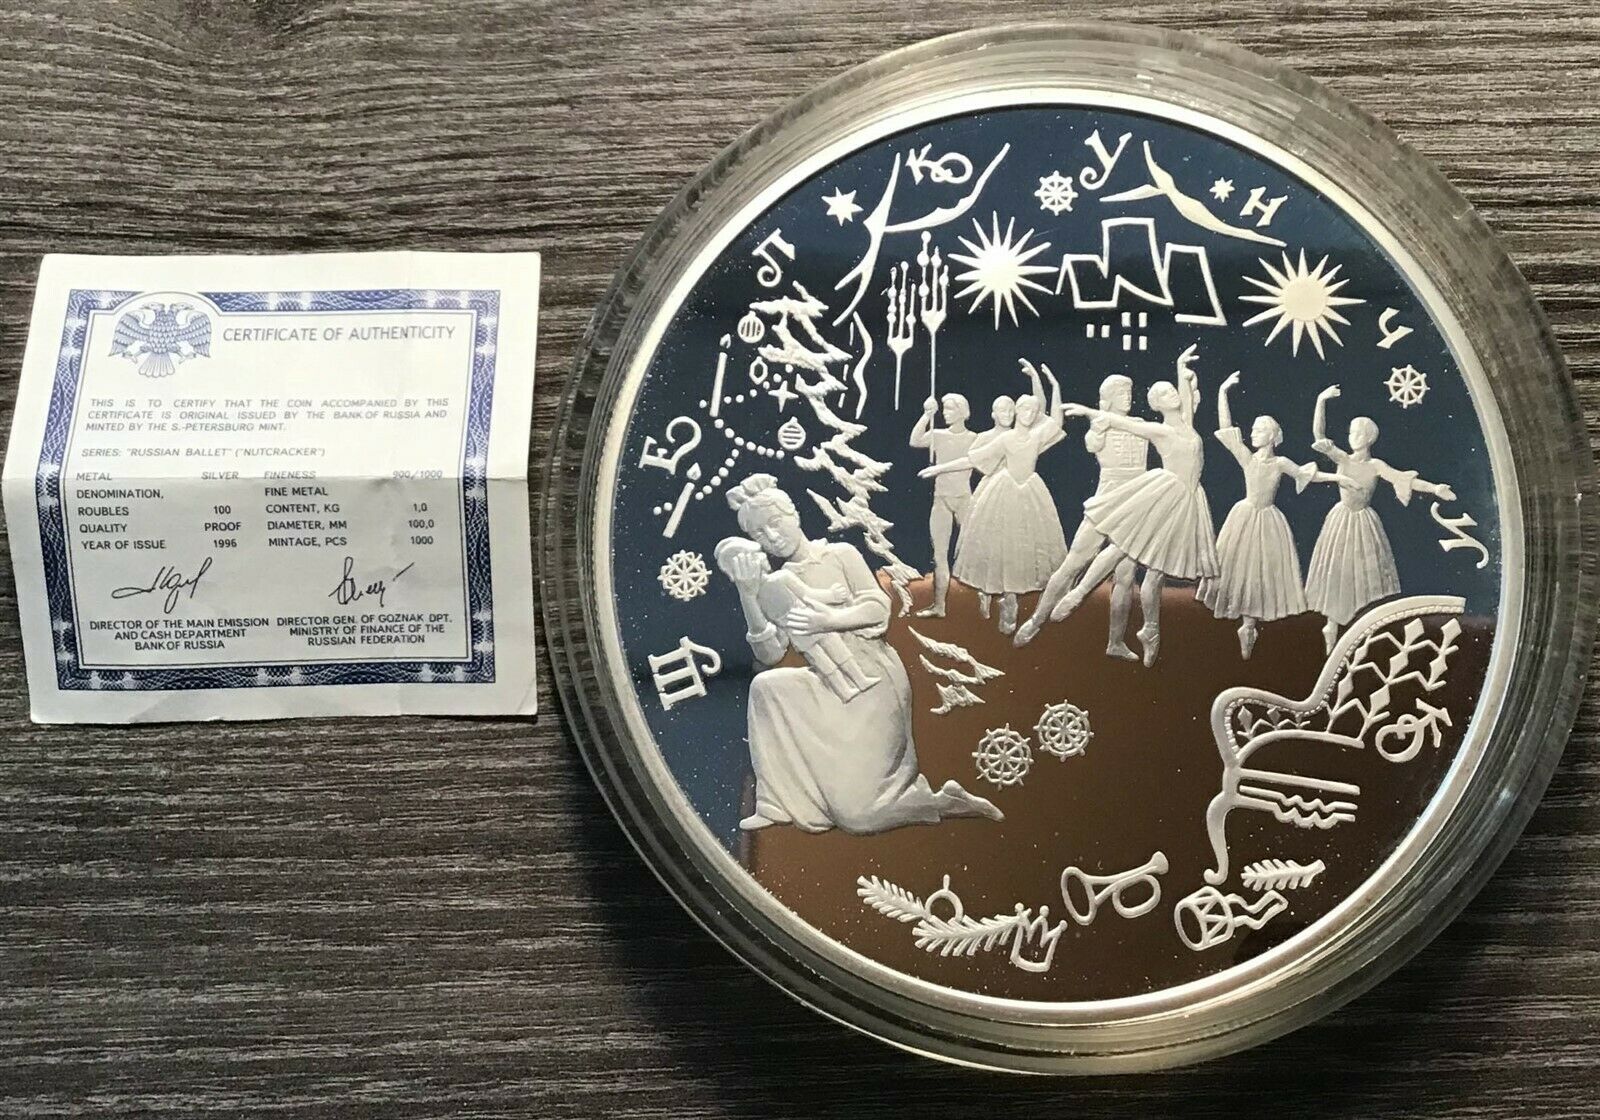 CERTIFICATE OF AUTHENTICITY
THIS IS TO CERTIFY THAT THE COIN ACCOMPANIED BY THIS
CERTIFICATE IS ORIGINAL ISSUED BY THE BANK OF RUSSIA AND
MINTED BY THE S.-PETERSBURG MINT.
SERIES: "RUSSIAN BALLET" ("NUTCRACKER")
METAL SILVER FINENESS 900/1000
DENOMINATION, FINE METAL
ROUBLES 100 CONTENT, KG 1,0
QUALITY PROOF DIAMETER, MM 100,0
YEAR OF ISSUE 1996 MINTAGE, PCS 1000
DIRECTOR OF THE MAIN EMISSION DIRECTOR GEN. OF GOZNAK DPT.
AND CASH DEPARTMENT MINISTRY OF FINANCE OF THE
BANK OF RUSSIA RUSSIAN FEDERATION
ЩЕЛКУНЧИК